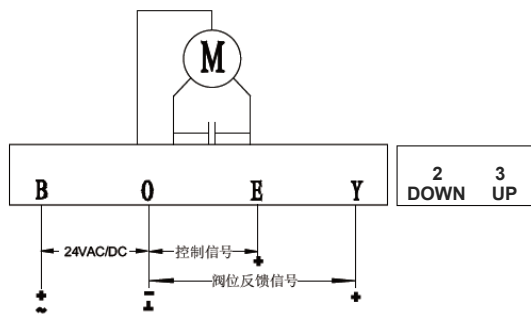 M
B O E Y
2 3
DOWN UP
24VAC/DC 控制信号
+
阀位反馈信号
+ - +
~ ⊥